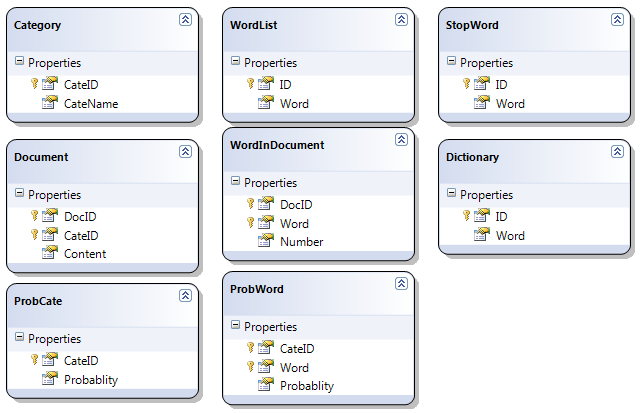 Category
Properties
CateID
CateName
WordList
Properties
ID
Word
StopWord
Properties
ID
Word
Document
Properties
DocID
CateID
Content
WordInDocument
Properties
DocID
Word
Number
Dictionary
Properties
ID
Word
ProbCate
Properties
CateID
Probablity
ProbWord
Properties
CateID
Word
Probablity